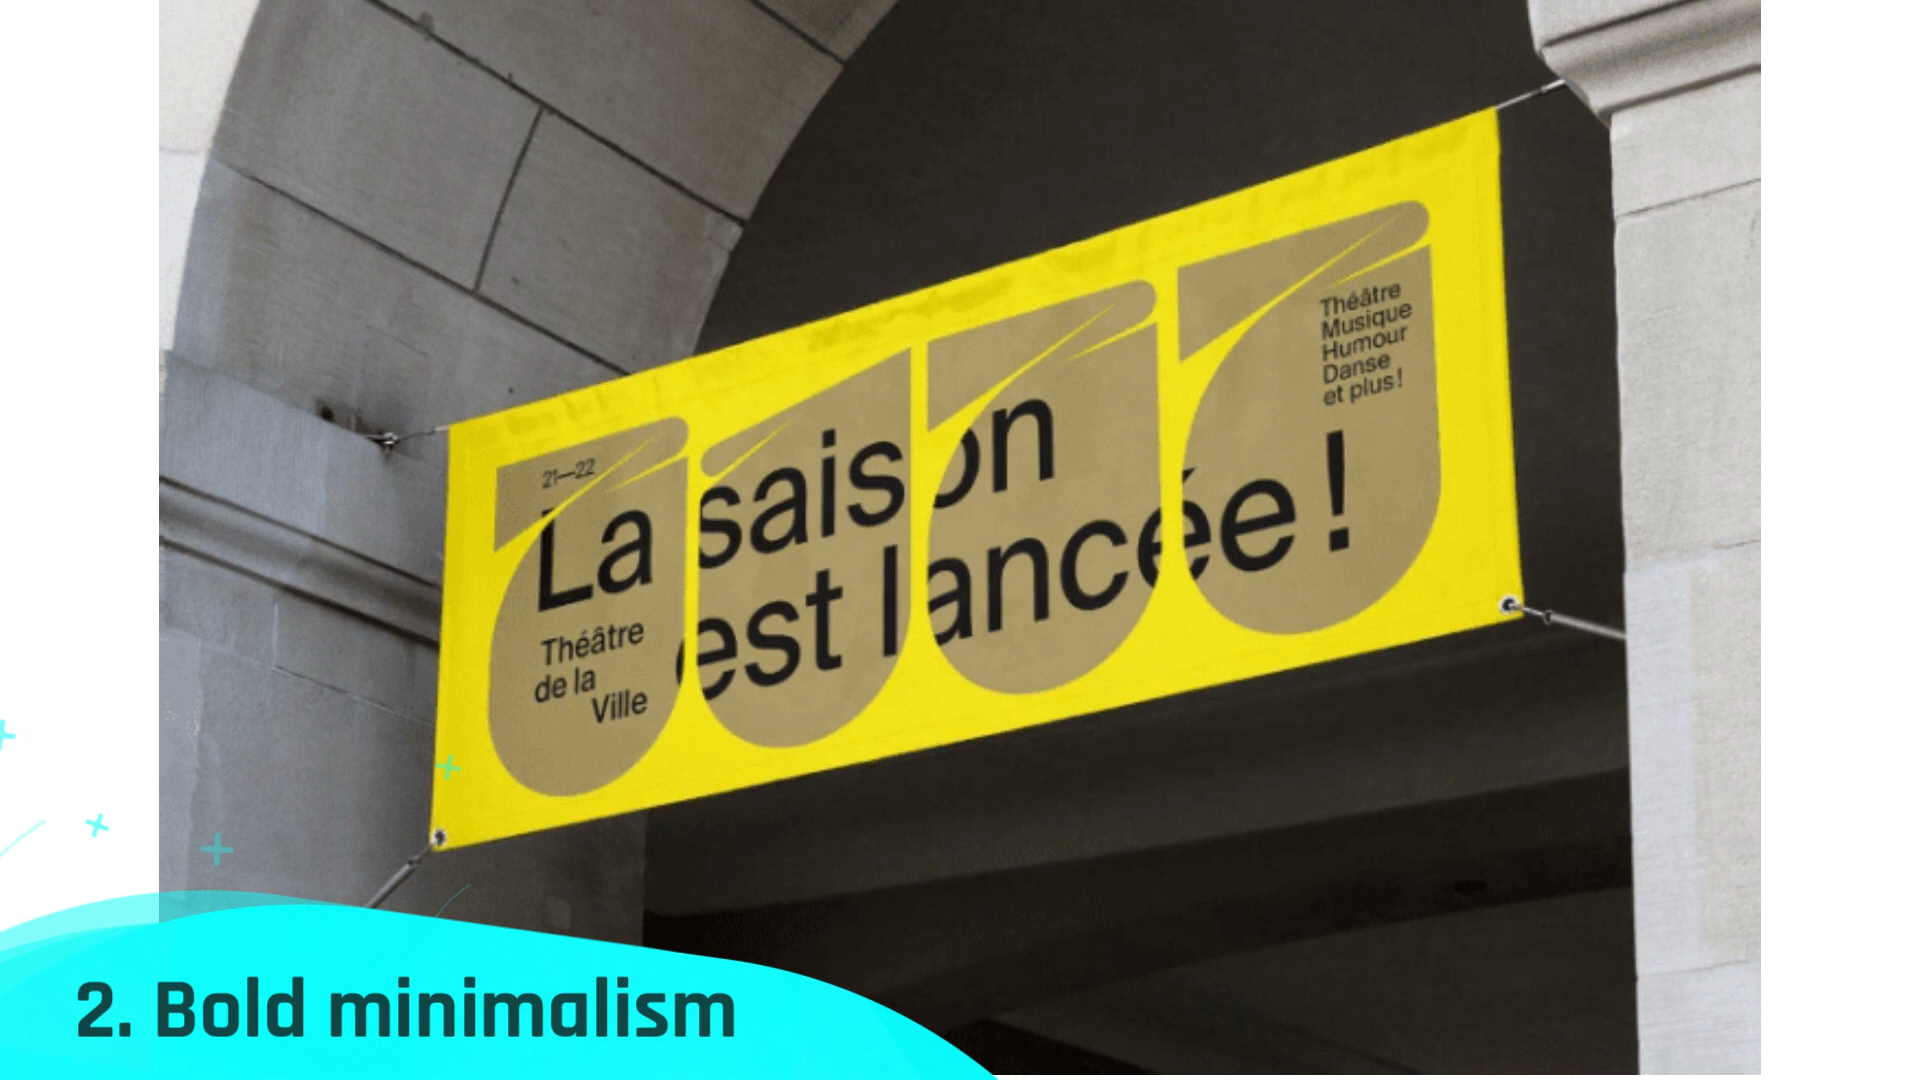 21—22
La saison
est lancée !
Théâtre
de la
Ville
Théâtre
Musique
Humour
Danse
et plus !
2. Bold minimalism